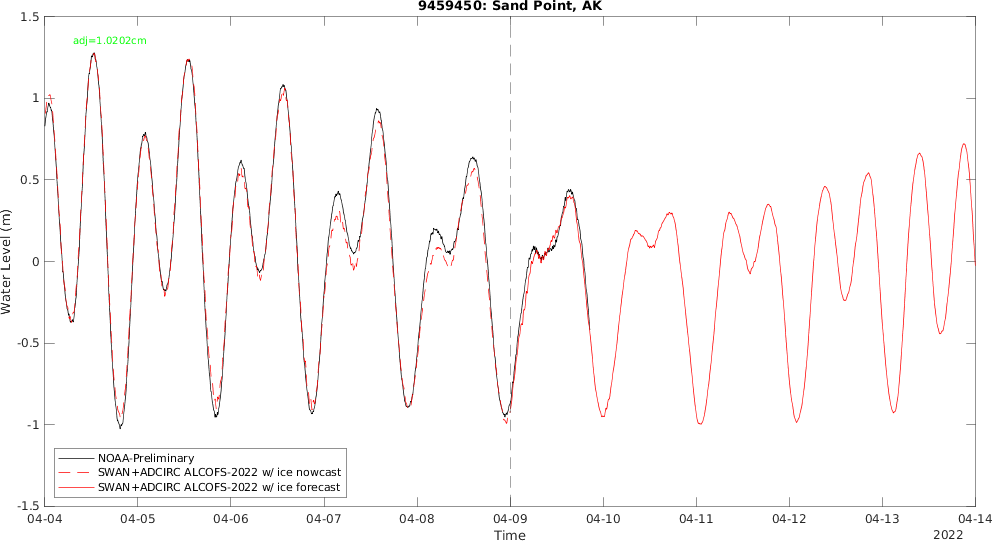 9459450: Sand Point, AK
adj=1.0202cm
1.5
1
0.5
0
-0.5
-1
-1.5
Water Level (m)
NOAA-Preliminary
SWAN+ADCIRC ALCOFS-2022 w/ ice nowcast
SWAN+ADCIRC ALCOFS-2022 w/ ice forecast
04-04 04-05 04-06 04-07 04-08 04-09 04-10 04-11 04-12 04-13 04-14
Time
2022